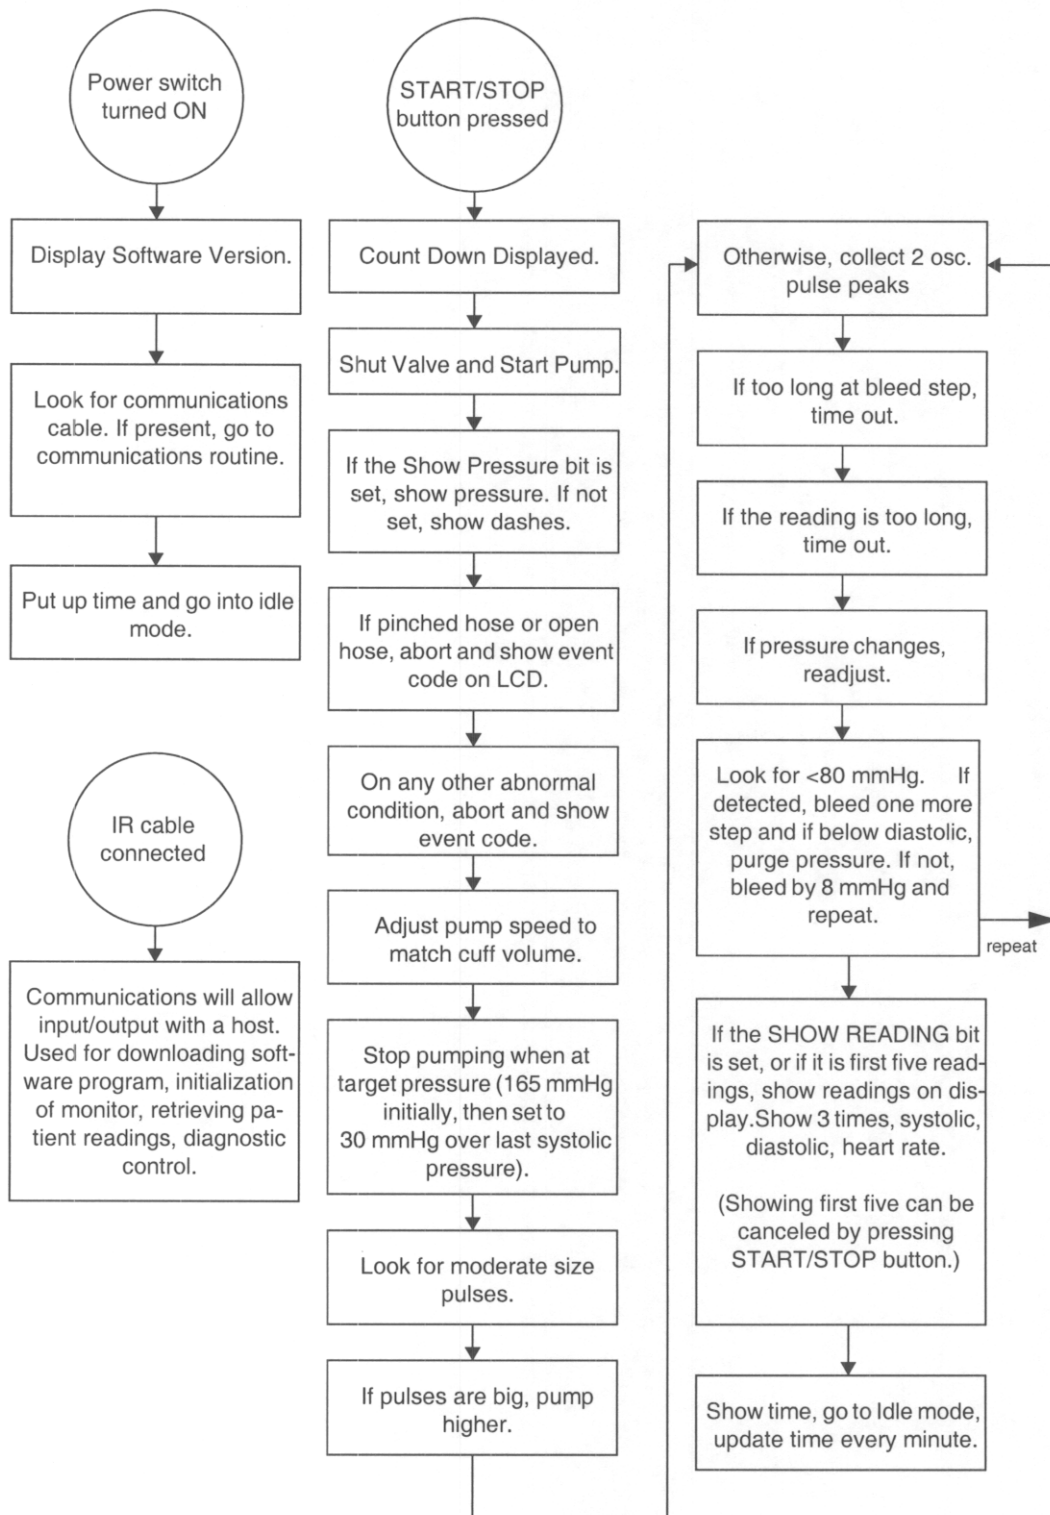 Power switch
turned ON
Display Software Version.
Look for communications
cable. If present, go to
communications routine.
Put up time and go into idle
mode.
IR cable
connected
Communications will allow
input/output with a host.
Used for downloading soft-
ware program, initialization
of monitor, retrieving pa-
tient readings, diagnostic
control.
START/STOP
button pressed
Count Down Displayed.
Shut Valve and Start Pump.
If the Show Pressure bit is
set, show pressure. If not
set, show dashes.
If pinched hose or open
hose, abort and show event
code on LCD.
On any other abnormal
condition, abort and show
event code.
Adjust pump speed to
match cuff volume.
Stop pumping when at
target pressure (165 mmHg
initially, then set to
30 mmHg over last systolic
pressure).
Look for moderate size
pulses.
If pulses are big, pump
higher.
Otherwise, collect 2 osc.
pulse peaks
If too long at bleed step,
time out.
If the reading is too long,
time out.
If pressure changes,
readjust.
Look for <80 mmHg. If
detected, bleed one more
step and if below diastolic,
purge pressure. If not,
bleed by 8 mmHg and
repeat.
repeat
If the SHOW READING bit
is set, or if it is first five read-
ings, show readings on dis-
play.Show 3 times, systolic,
diastolic, heart rate.
(Showing first five can be
canceled by pressing
START/STOP button.)
Show time, go to Idle mode,
update time every minute.